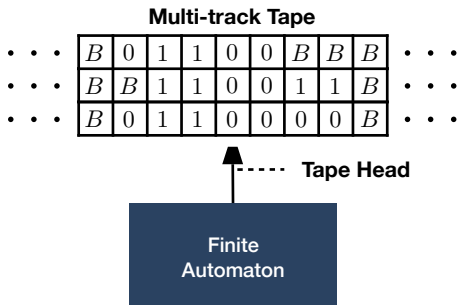 Multi-track Tape
· · · B 0 1 1 0 0 B B B · · ·
· · · B B 1 1 0 0 1 1 B · · ·
· · · B 0 1 1 0 0 0 0 B · · ·
Tape Head
Finite
Automaton